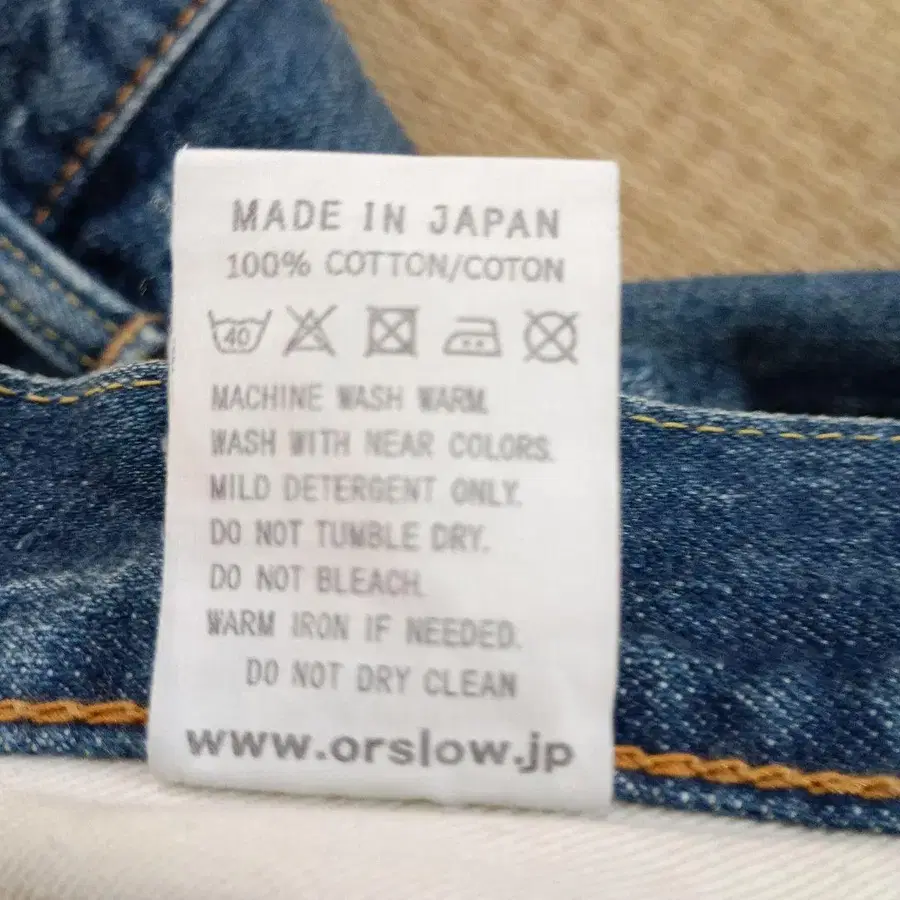 MADE IN JAPAN
100% COTTON/COTON
40
MACHINE WASH WARM.
WASH WITH NEAR COLORS.
MILD DETERGENT ONLY.
DO NOT TUMBLE DRY.
DO NOT BLEACH.
WARM IRON IF NEEDED.
DO NOT DRY CLEAN
www.orslow.jp